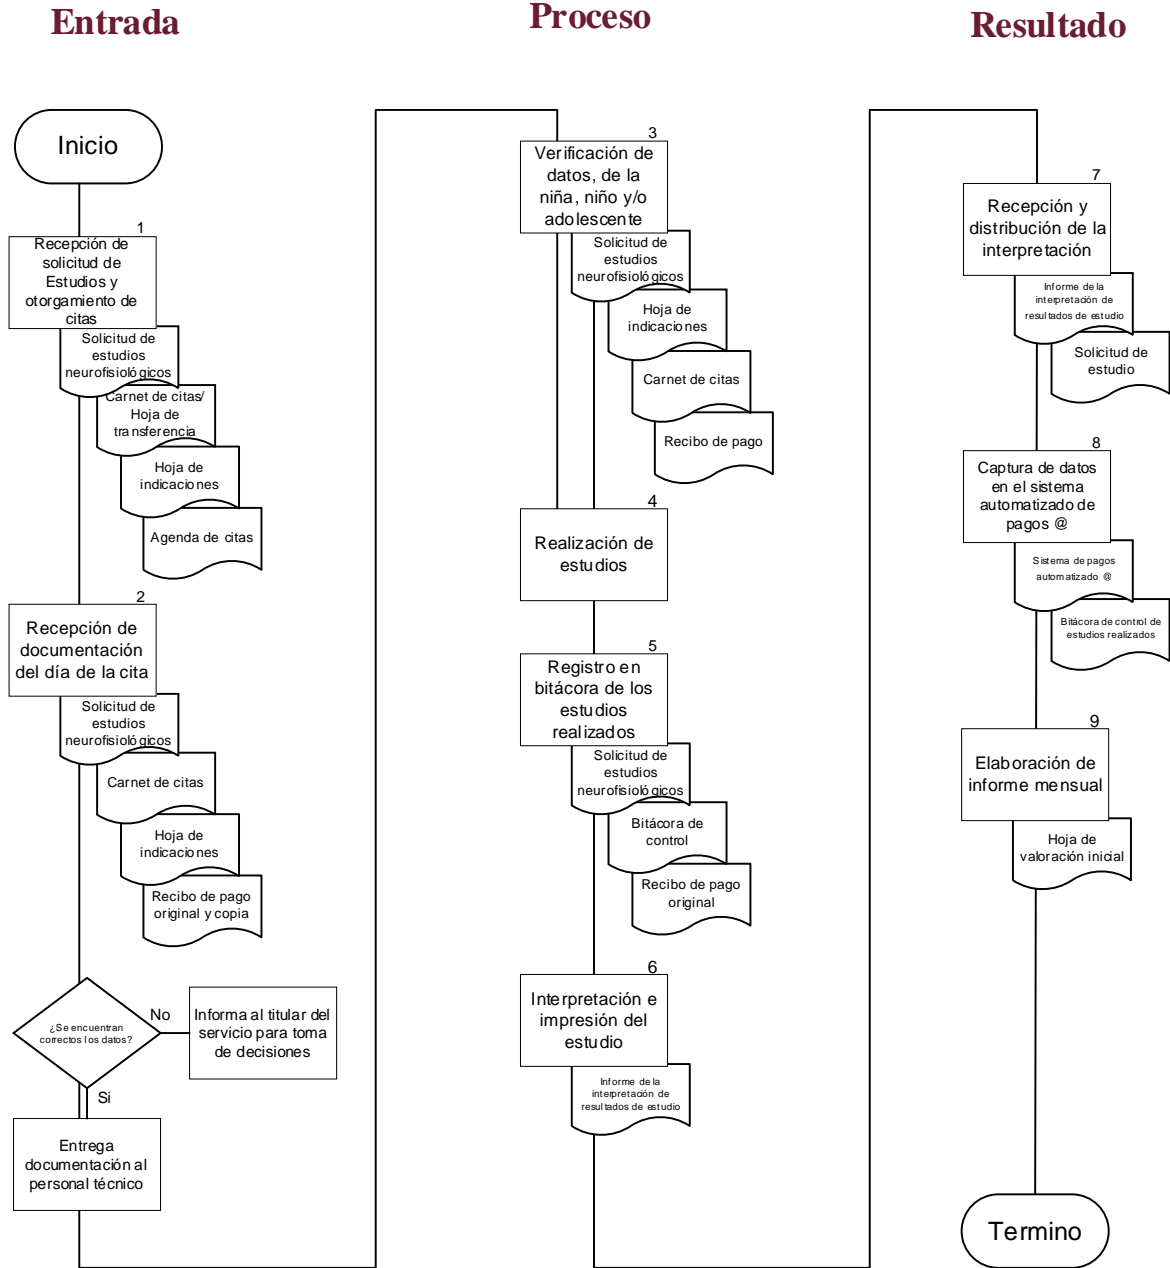 Entrada
Proceso
Resultado
Inicio
1
Recepción de
solicitud de
Estudios y
otorgamiento de
citas
Solicitud de
estudios
neurofisiológicos
Carnet de citas/
Hoja de
transferencia
Hoja de
indicaciones
Agenda de citas
2
Recepción de
documentación
del día de la cita
Solicitud de
estudios
neurofisiológicos
Carnet de citas
Hoja de
indicaciones
Recibo de pago
original y copia
¿Se encuentran
correctos los datos?
No
Informa al titular del
servicio para toma
de decisiones
Si
Entrega
documentación al
personal técnico
3
Verificación de
datos, de la
niña, niño y/o
adolescente
Solicitud de
estudios
neurofisiológicos
Hoja de
indicaciones
Carnet de citas
Recibo de pago
4
Realización de
estudios
5
Registro en
bitácora de los
estudios
realizados
Solicitud de
estudios
neurofisiológicos
Bitácora de
control
Recibo de pago
original
6
Interpretación e
impresión del
estudio
Informe de la
interpretación de
resultados de estudio
7
Recepción y
distribución de la
interpretación
Informe de la
interpretación de
resultados de estudio
Solicitud de
estudio
8
Captura de datos
en el sistema
automatizado de
pagos @
Sistema de pagos
automatizado @
Bitácora de control de
estudios realizados
9
Elaboración de
informe mensual
Hoja de
valoración inicial
Termino